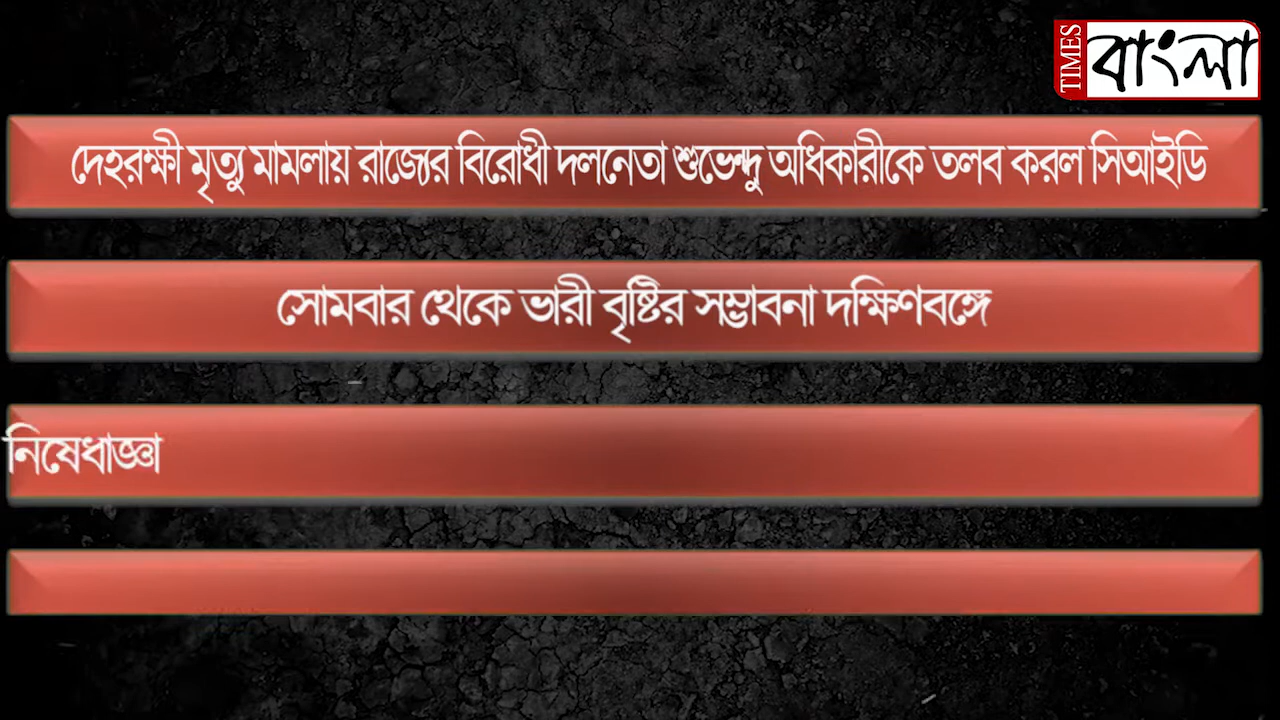 TIMES বাংলা
দেহরক্ষী মৃত্যু মামলায় রাজ্যের বিরোধী দলনেতা শুভেন্দু অধিকারীকে তলব করল সিআইডি
সোমবার থেকে ভারী বৃষ্টির সম্ভাবনা দক্ষিণবঙ্গে
নিষেধাজ্ঞা